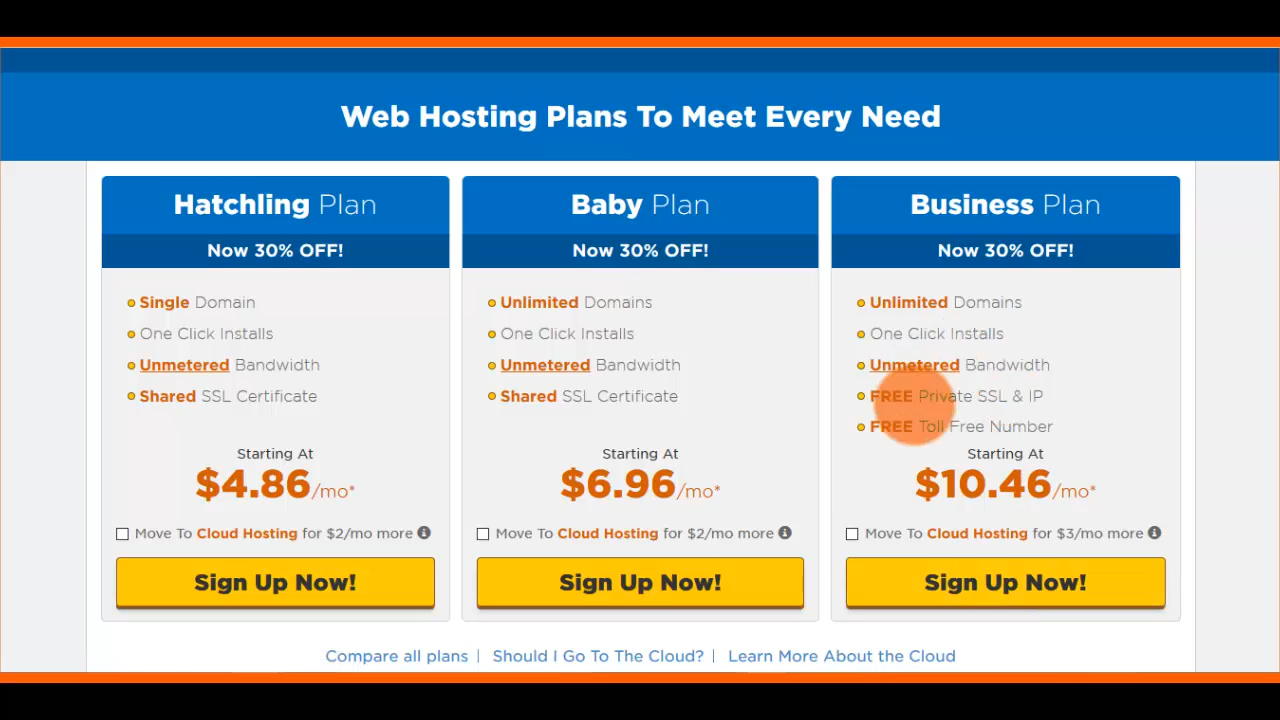 Web Hosting Plans To Meet Every Need
Hatchling Plan
Now 30% OFF!
Single Domain
One Click Installs
Unmetered Bandwidth
Shared SSL Certificate
Starting At
$4.86/mo*
Move To Cloud Hosting for $2/mo more
Sign Up Now!
Baby Plan
Now 30% OFF!
Unlimited Domains
One Click Installs
Unmetered Bandwidth
Shared SSL Certificate
Starting At
$6.96/mo*
Move To Cloud Hosting for $2/mo more
Sign Up Now!
Business Plan
Now 30% OFF!
Unlimited Domains
One Click Installs
Unmetered Bandwidth
FREE Private SSL & IP
FREE Toll Free Number
Starting At
$10.46/mo*
Move To Cloud Hosting for $3/mo more
Sign Up Now!
Compare all plans | Should I Go To The Cloud? | Learn More About the Cloud